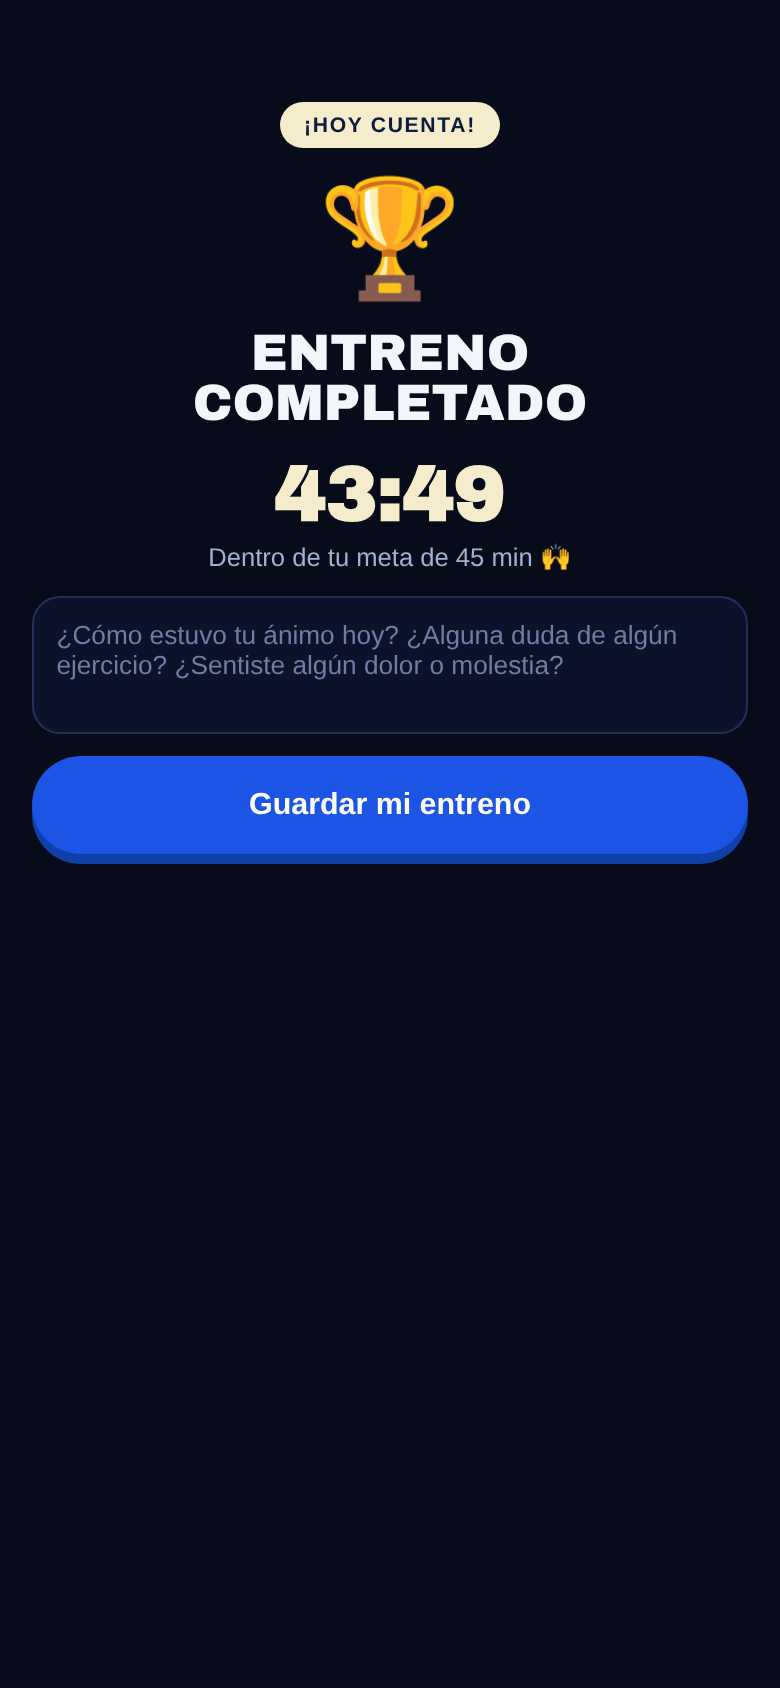 ¡HOY CUENTA!
ENTRENO
COMPLETADO
43:49
Dentro de tu meta de 45 min 🙌
¿Cómo estuvo tu ánimo hoy? ¿Alguna duda de algún
ejercicio? ¿Sentiste algún dolor o molestia?
Guardar mi entreno